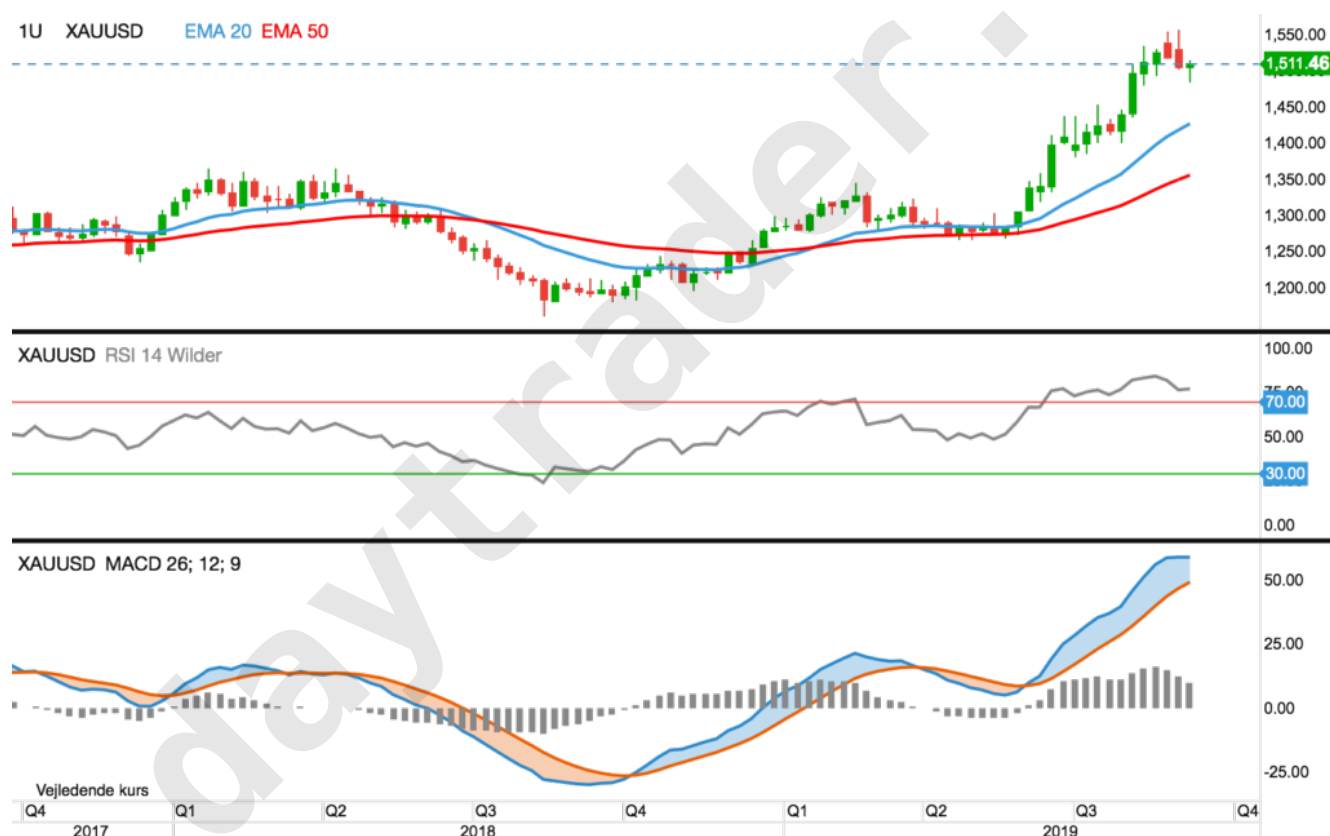 1U XAUUSD EMA 20 EMA 50
1,550.00
1,511.46
1,450.00
1,400.00
1,350.00
1,300.00
1,250.00
1,200.00
XAUUSD RSI 14 Wilder
100.00
75.00
70.00
50.00
30.00
0.00
XAUUSD MACD 26; 12; 9
50.00
25.00
0.00
-25.00
Vejledende kurs
Q4 Q1 Q2 Q3 Q4 Q1 Q2 Q3 Q4
2017 2018 2019
daytrader.